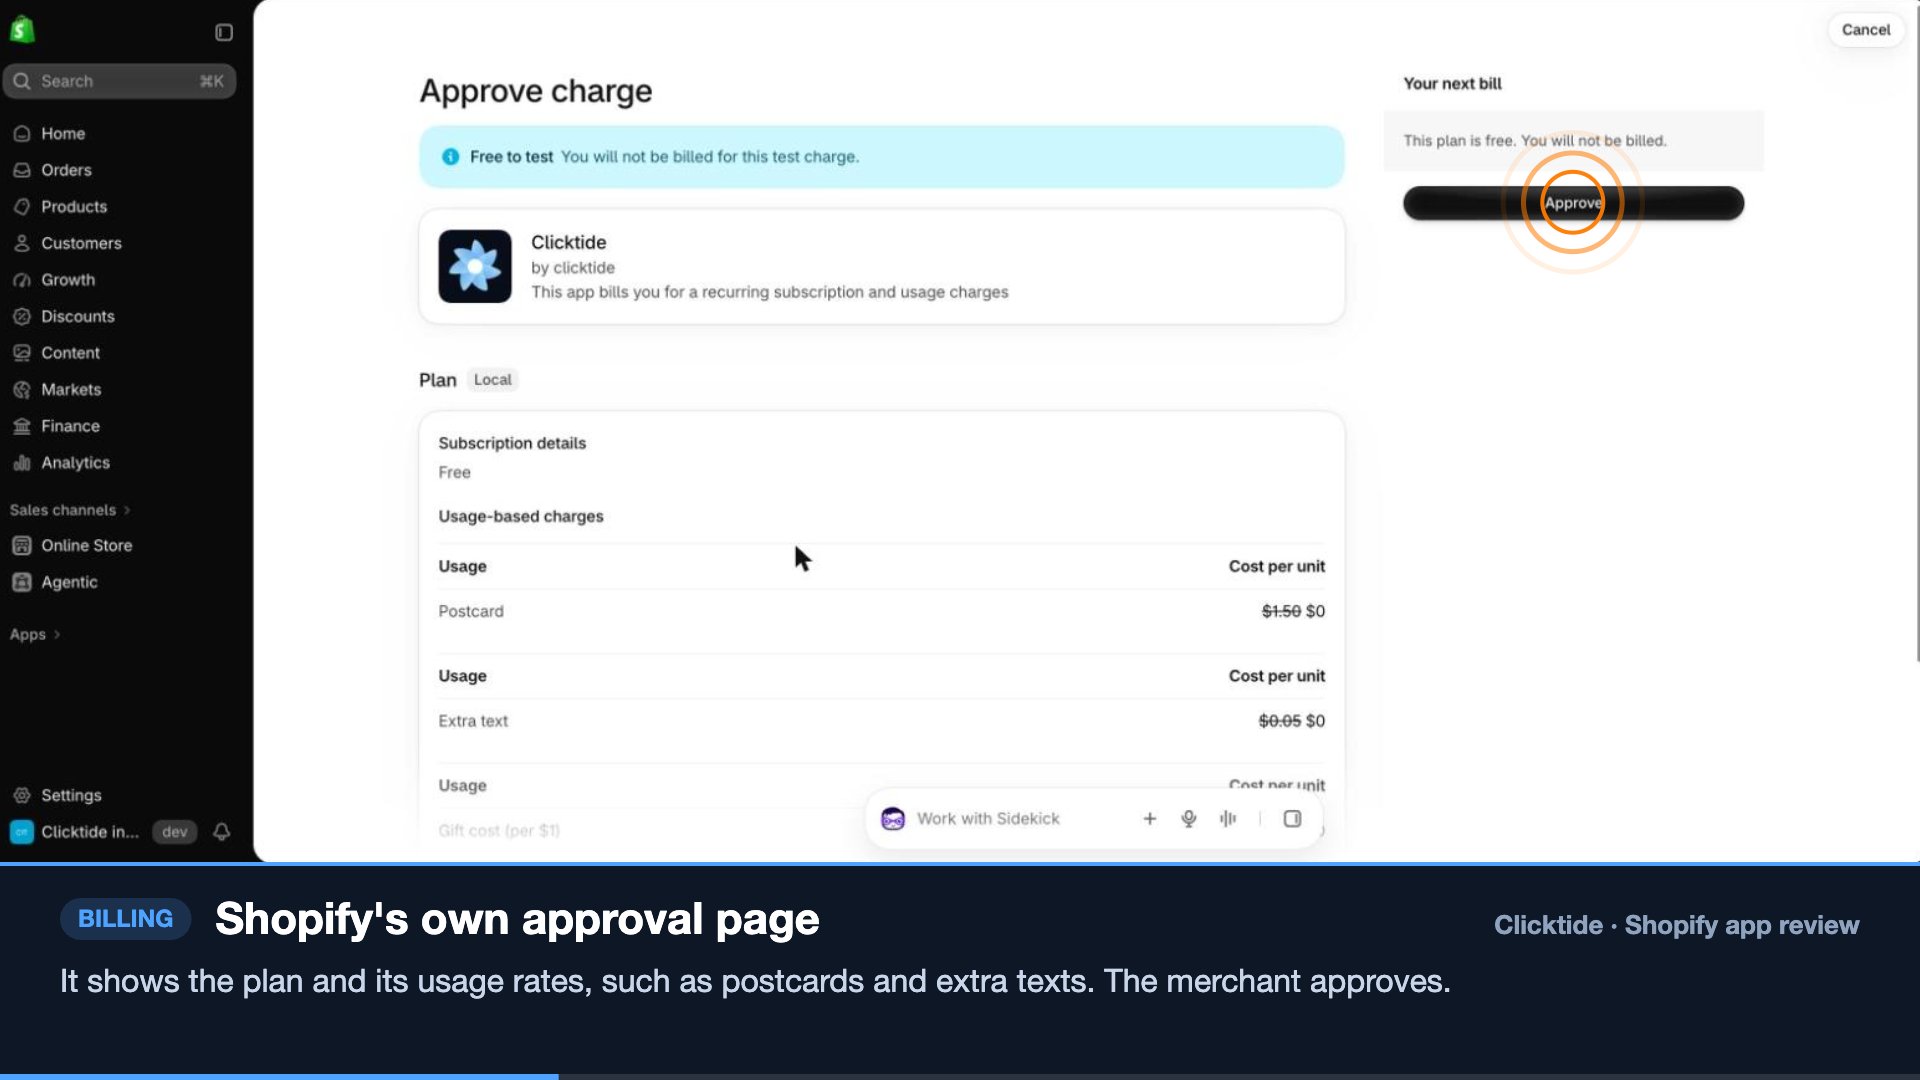 Search ⌘K
Home
Orders
Products
Customers
Growth
Discounts
Content
Markets
Finance
Analytics
Sales channels
Online Store
Agentic
Apps
Settings
Clicktide in... dev
Cancel
Approve charge
Free to test You will not be billed for this test charge.
Clicktide
by clicktide
This app bills you for a recurring subscription and usage charges
Plan Local
Subscription details
Free
Usage-based charges
Usage Cost per unit
Postcard $1.50 $0
Usage Cost per unit
Extra text $0.05 $0
Usage Cost per unit
Gift cost (per $1)
Work with Sidekick
Your next bill
This plan is free. You will not be billed.
Approve
BILLING Shopify's own approval page
Clicktide · Shopify app review
It shows the plan and its usage rates, such as postcards and extra texts. The merchant approves.